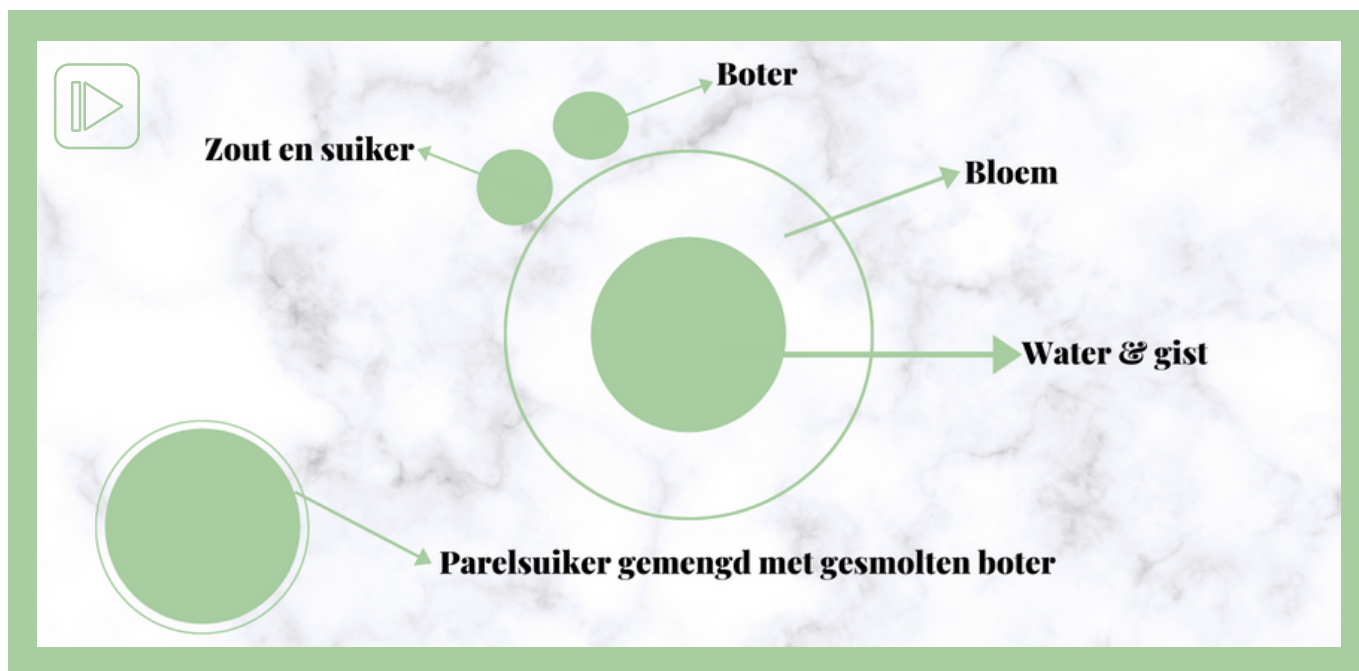 Boter
Zout en suiker
Bloem
Water & gist
Parelsuiker gemengd met gesmolten boter